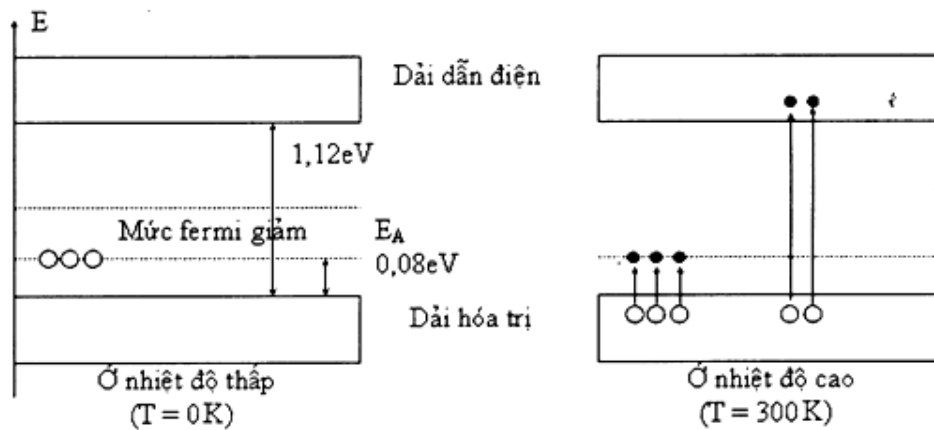 E
Dải dẫn điện
1,12eV
Mức fermi giảm
E_A
0,08eV
Dải hóa trị
Ở nhiệt độ thấp
(T = 0K)
Ở nhiệt độ cao
(T = 300K)